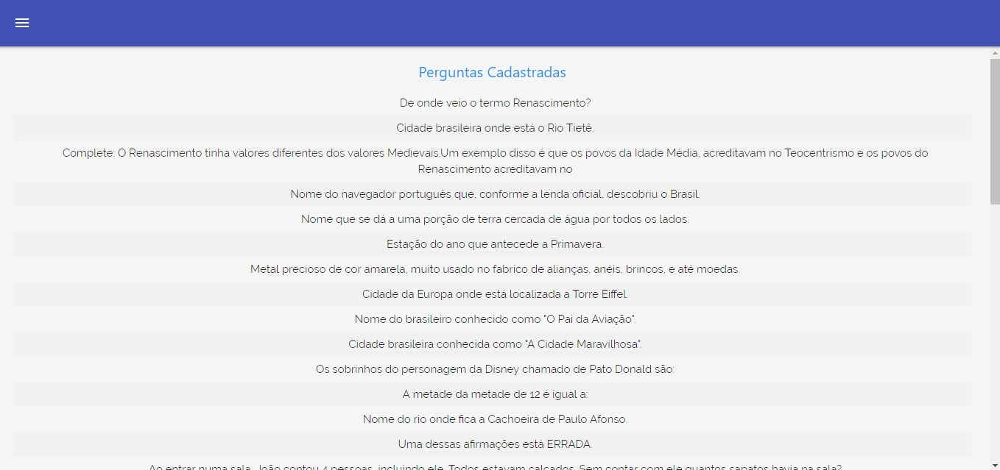 Perguntas Cadastradas
De onde veio o termo Renascimento?
Cidade brasileira onde está o Rio Tietê.
Complete: O Renascimento tinha valores diferentes dos valores Medievais.Um exemplo disso é que os povos da Idade Média, acreditavam no Teocentrismo e os povos do
Renascimento acreditavam no
Nome do navegador português que, conforme a lenda oficial, descobriu o Brasil.
Nome que se dá a uma porção de terra cercada de água por todos os lados.
Estação do ano que antecede a Primavera.
Metal precioso de cor amarela, muito usado no fabrico de alianças, anéis, brincos, e até moedas.
Cidade da Europa onde está localizada a Torre Eiffel.
Nome do brasileiro conhecido como "O Pai da Aviação".
Cidade brasileira conhecida como "A Cidade Maravilhosa".
Os sobrinhos do personagem da Disney chamado de Pato Donald são:
A metade da metade de 12 é igual a:
Nome do rio onde fica a Cachoeira de Paulo Afonso.
Uma dessas afirmações está ERRADA.
Ao entrar numa sala, João contou 4 pessoas, incluindo ele. Todos estavam calçados. Sem contar com ele quantos sapatos havia na sala?